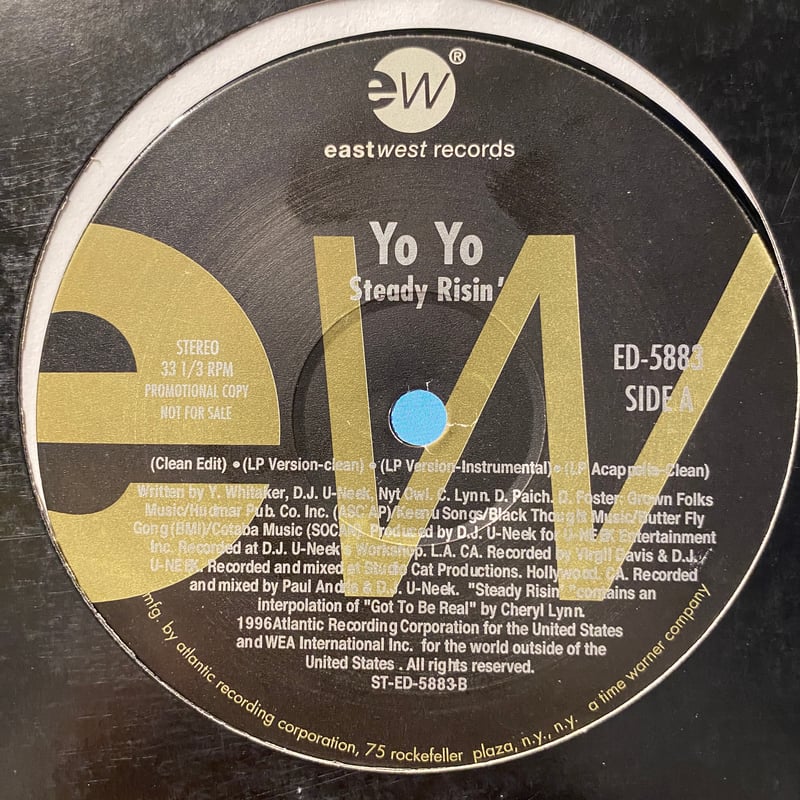 ew®
eastwest records
ew
Yo Yo
Steady Risin'
STEREO
33 1/3 RPM
PROMOTIONAL COPY
NOT FOR SALE
ED-5883
SIDE A
(Clean Edit) • (LP Version-clean) • (LP Version-Instrumental) • (LP Acappella-Clean)
Written by Y. Whitaker, D.J. U-Neek, Nyt Owl. C. Lynn. D. Paich. D. Foster: Grown Folks
Music/Hudmar Pub. Co. Inc. (ASCAP)/Keenu Songs/Black Thought Music/Butter Fly
Gong (BMI)/Cotaba Music (SOCAN). Produced by D.J. U-Neek for U-NEEK Entertainment
Inc. Recorded at D.J. U-Neek's Workshop. L.A. CA. Recorded by Virgil Davis & D.J.
U-NEEK. Recorded and mixed at Studio Cat Productions. Hollywood, CA. Recorded
and mixed by Paul Andre & D.J. U-Neek. "Steady Risin' "contains an
interpolation of "Got To Be Real" by Cheryl Lynn.
1996Atlantic Recording Corporation for the United States
and WEA International Inc. for the world outside of the
United States . All rights reserved.
ST-ED-5883-B
mfg. by atlantic recording corporation, 75 rockefeller plaza, n.y., n.y. a time warner company